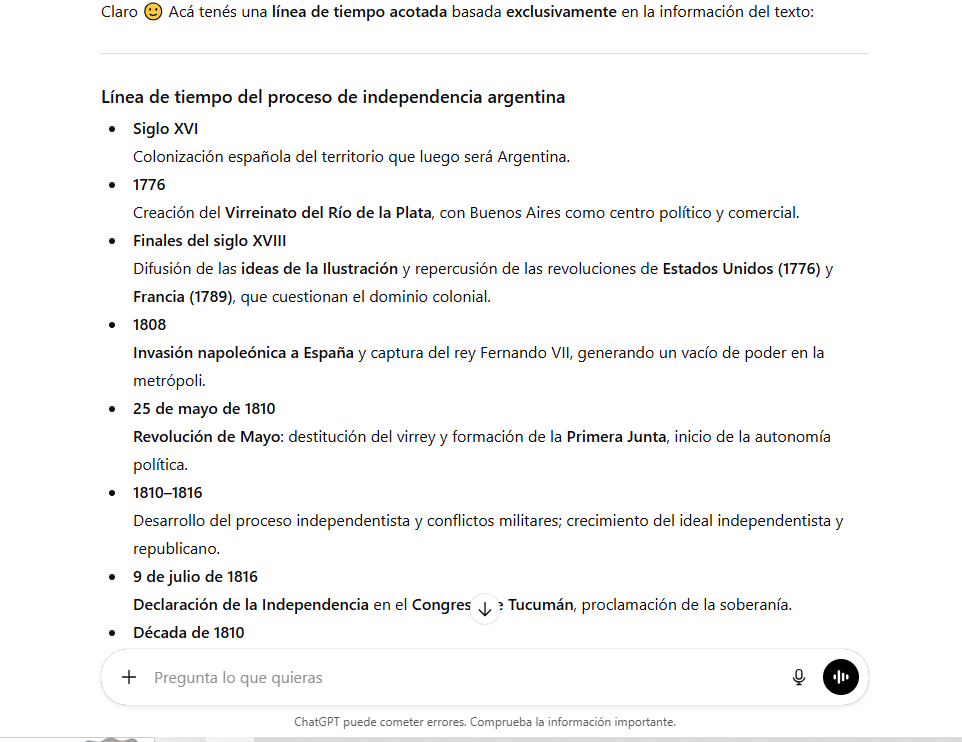 Claro 🙂 Acá tenés una línea de tiempo acotada basada exclusivamente en la información del texto:
Línea de tiempo del proceso de independencia argentina
• Siglo XVI
Colonización española del territorio que luego será Argentina.
• 1776
Creación del Virreinato del Río de la Plata, con Buenos Aires como centro político y comercial.
• Finales del siglo XVIII
Difusión de las ideas de la Ilustración y repercusión de las revoluciones de Estados Unidos (1776) y
Francia (1789), que cuestionan el dominio colonial.
• 1808
Invasión napoleónica a España y captura del rey Fernando VII, generando un vacío de poder en la
metrópoli.
• 25 de mayo de 1810
Revolución de Mayo: destitución del virrey y formación de la Primera Junta, inicio de la autonomía
política.
• 1810–1816
Desarrollo del proceso independentista y conflictos militares; crecimiento del ideal independentista y
republicano.
• 9 de julio de 1816
Declaración de la Independencia en el Congres e Tucumán, proclamación de la soberanía.
• Década de 1810
Pregunta lo que quieras
ChatGPT puede cometer errores. Comprueba la información importante.